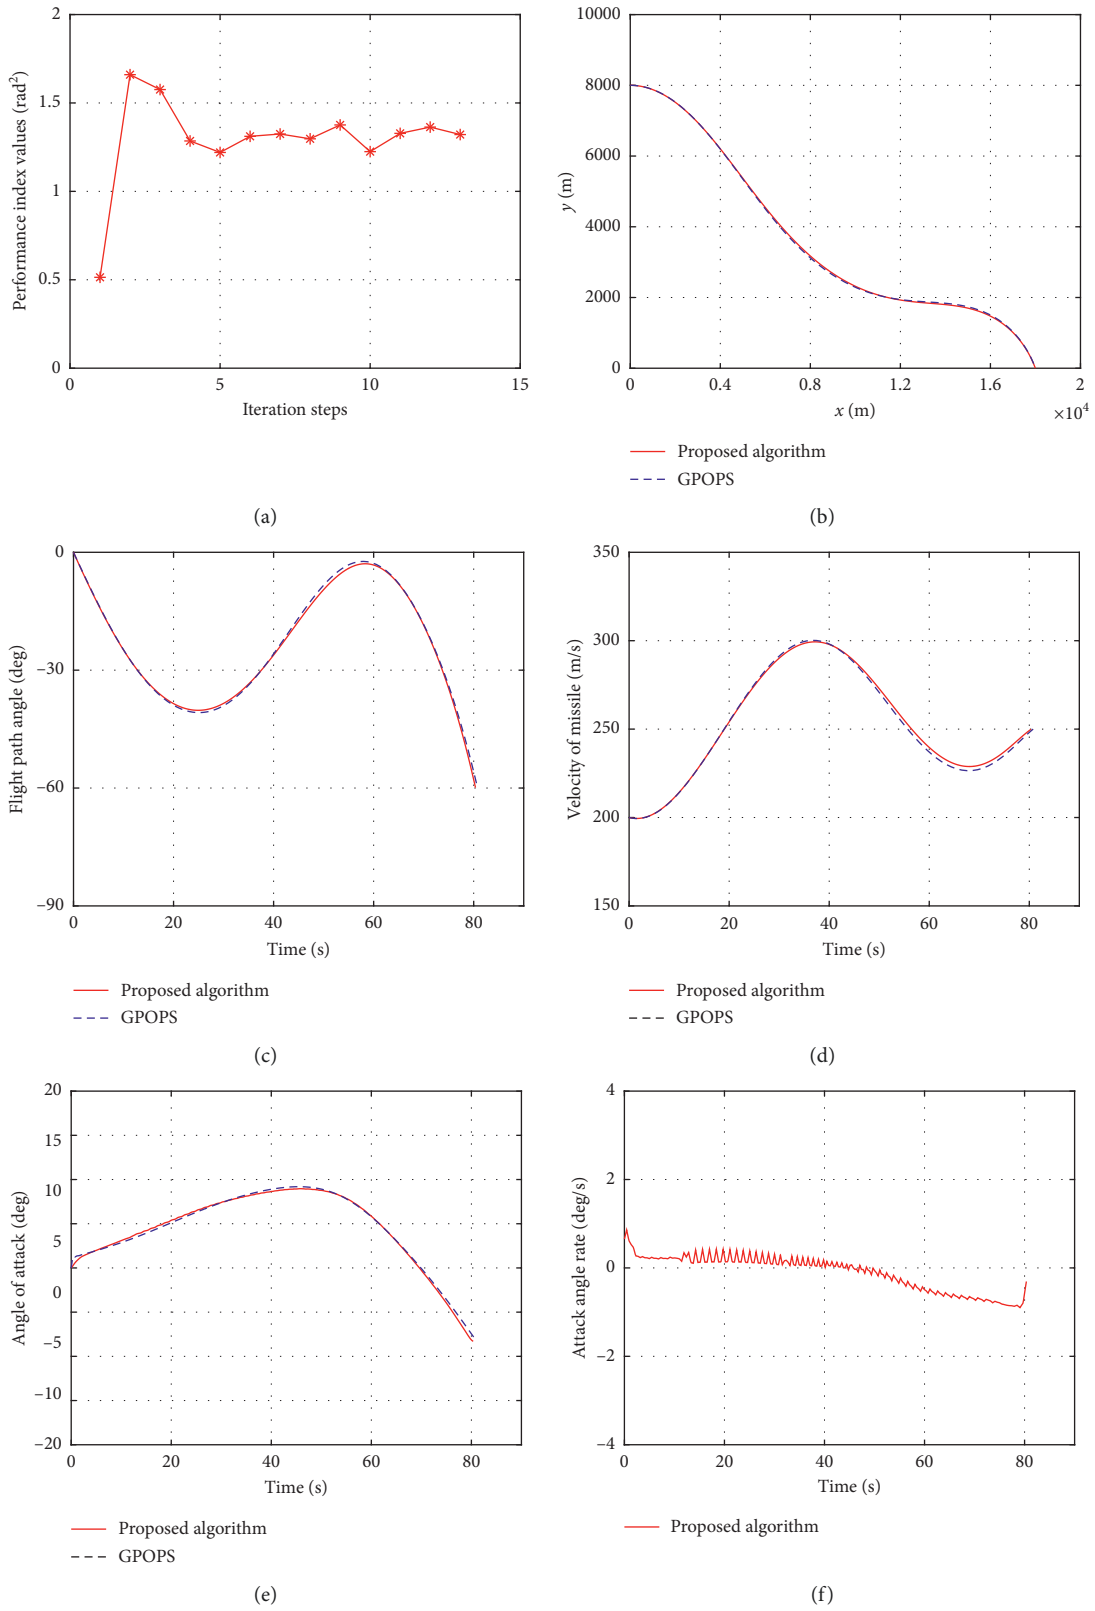 2
1.5
1
0.5
0
Performance index values (rad²)
0 5 10 15
Iteration steps
(a)
10000
8000
6000
4000
2000
0
y (m)
0 0.4 0.8 1.2 1.6 2
x (m) ×10⁴
Proposed algorithm
GPOPS
(b)
0
–30
–60
–90
Flight path angle (deg)
0 20 40 60 80
Time (s)
Proposed algorithm
GPOPS
(c)
350
300
250
200
150
Velocity of missile (m/s)
0 20 40 60 80
Time (s)
Proposed algorithm
GPOPS
(d)
20
15
10
5
0
–5
–10
–20
Angle of attack (deg)
0 20 40 60 80
Time (s)
Proposed algorithm
GPOPS
(e)
4
2
0
–2
–4
Attack angle rate (deg/s)
0 20 40 60 80
Time (s)
Proposed algorithm
(f)